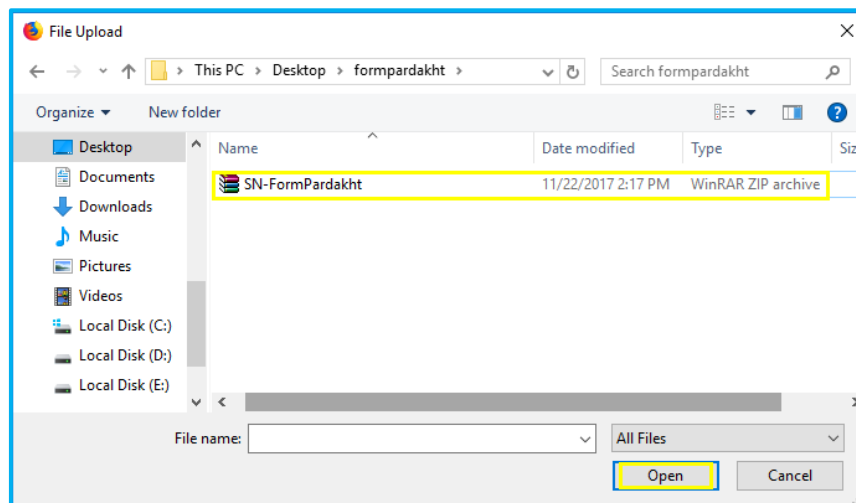 File Upload
This PC > Desktop > formpardakht >
Search formpardakht
Organize
New folder
Desktop
Documents
Downloads
Music
Pictures
Videos
Local Disk (C:)
Local Disk (D:)
Local Disk (E:)
Name
Date modified
Type
Siz
SN-FormPardakht
11/22/2017 2:17 PM
WinRAR ZIP archive
File name:
All Files
Open
Cancel